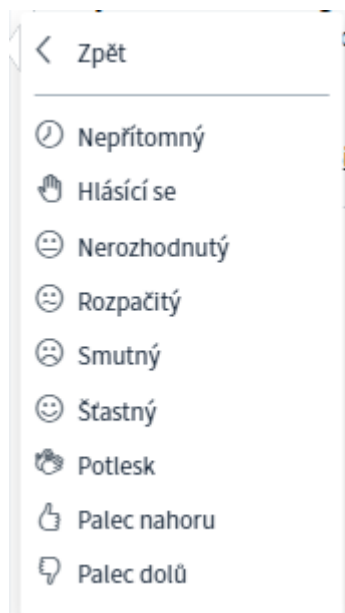 Zpět
Nepřítomný
Hlásící se
Nerozhodnutý
Rozpačitý
Smutný
Šťastný
Potlesk
Palec nahoru
Palec dolů